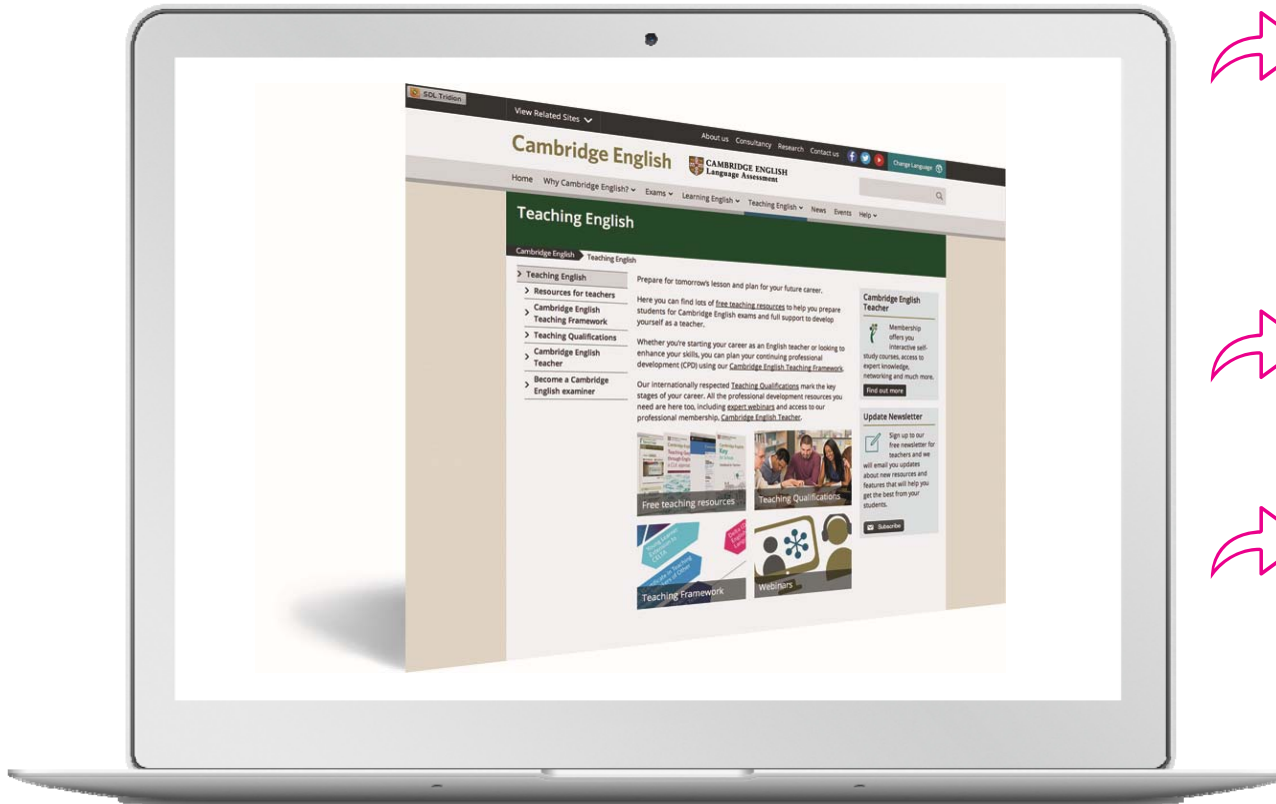 SDL Tridion
View Related Sites
About us Consultancy Research Contact us
Change Language
Cambridge English
CAMBRIDGE ENGLISH
Language Assessment
Home Why Cambridge English? Exams Learning English Teaching English News Events Help
Teaching English
Cambridge English Teaching English
Teaching English
Resources for teachers
Cambridge English
Teaching Framework
Teaching Qualifications
Cambridge English
Teacher
Become a Cambridge
English examiner
Prepare for tomorrow's lesson and plan for your future career.
Here you can find lots of free teaching resources to help you prepare
students for Cambridge English exams and full support to develop
yourself as a teacher.
Whether you're starting your career as an English teacher or looking to
enhance your skills, you can plan your continuing professional
development (CPD) using our Cambridge English Teaching Framework.
Our internationally respected Teaching Qualifications mark the key
stages of your career. All the professional development resources you
need are here too, including expert webinars and access to our
professional membership, Cambridge English Teacher.
Free teaching resources
Teaching Qualifications
Teaching Framework
Webinars
Cambridge English
Teacher
Membership
offers you
interactive self-
study courses, access to
expert knowledge,
networking and much more.
Find out more
Update Newsletter
Sign up to our
free newsletter for
teachers and we
will email you updates
about new resources and
features that will help you
get the best from your
students.
Subscribe